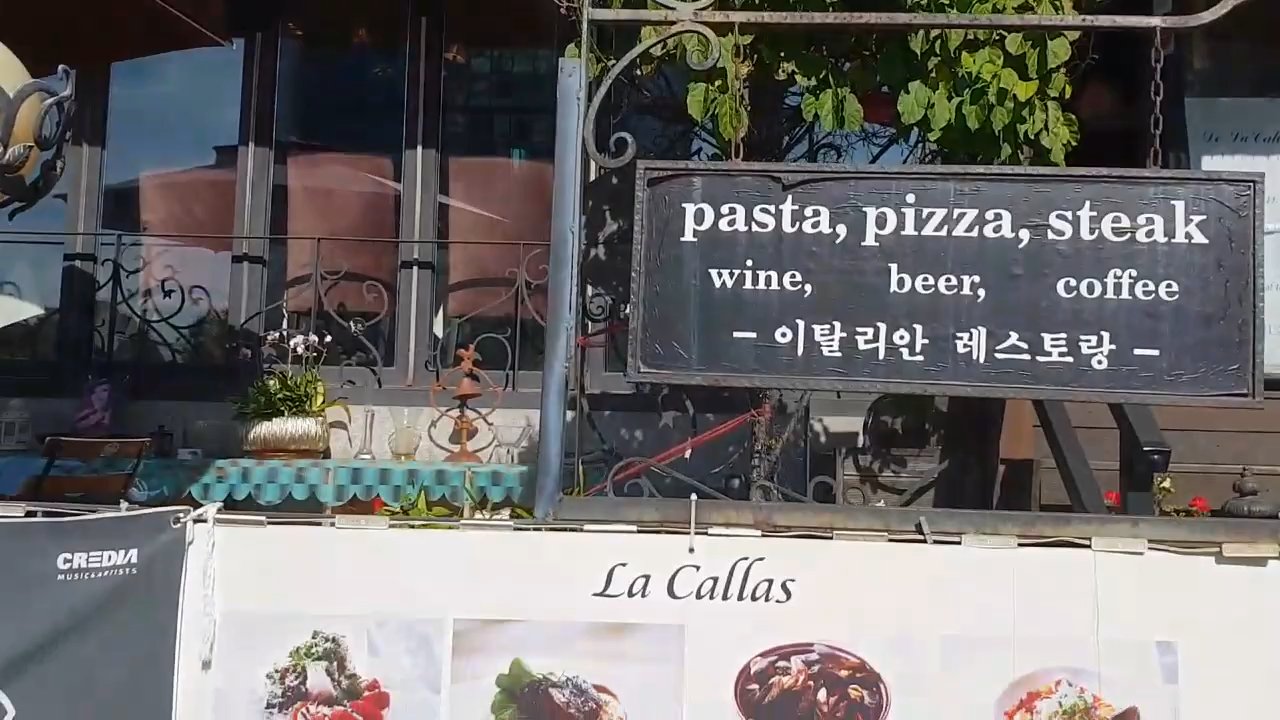 pasta, pizza, steak
wine, beer, coffee
- 이탈리안 레스토랑 -
CREDIA
MUSIC & ARTISTS
La Callas